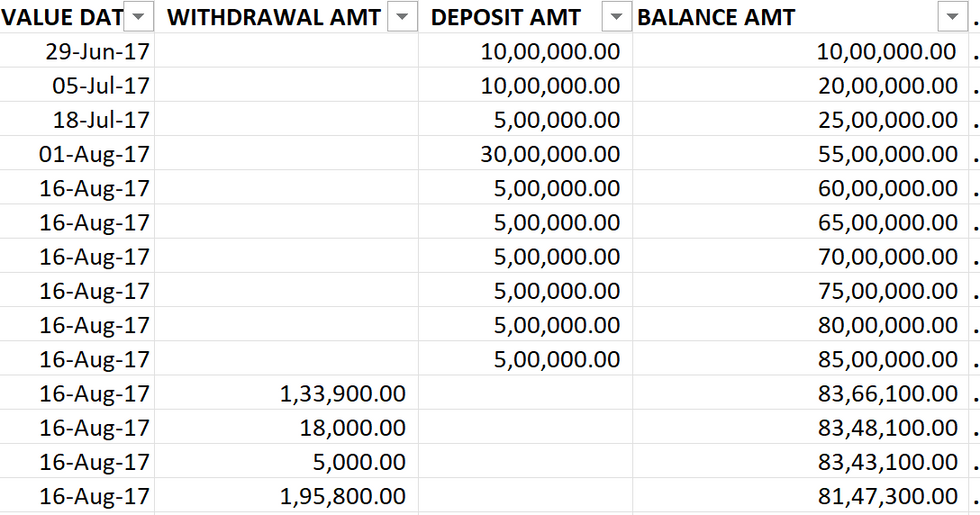 VALUE DAT WITHDRAWAL AMT DEPOSIT AMT BALANCE AMT .
29-Jun-17 10,00,000.00 10,00,000.00 .
05-Jul-17 10,00,000.00 20,00,000.00 .
18-Jul-17 5,00,000.00 25,00,000.00 .
01-Aug-17 30,00,000.00 55,00,000.00 .
16-Aug-17 5,00,000.00 60,00,000.00 .
16-Aug-17 5,00,000.00 65,00,000.00 .
16-Aug-17 5,00,000.00 70,00,000.00 .
16-Aug-17 5,00,000.00 75,00,000.00 .
16-Aug-17 5,00,000.00 80,00,000.00 .
16-Aug-17 5,00,000.00 85,00,000.00 .
16-Aug-17 1,33,900.00 83,66,100.00 .
16-Aug-17 18,000.00 83,48,100.00 .
16-Aug-17 5,000.00 83,43,100.00 .
16-Aug-17 1,95,800.00 81,47,300.00 .